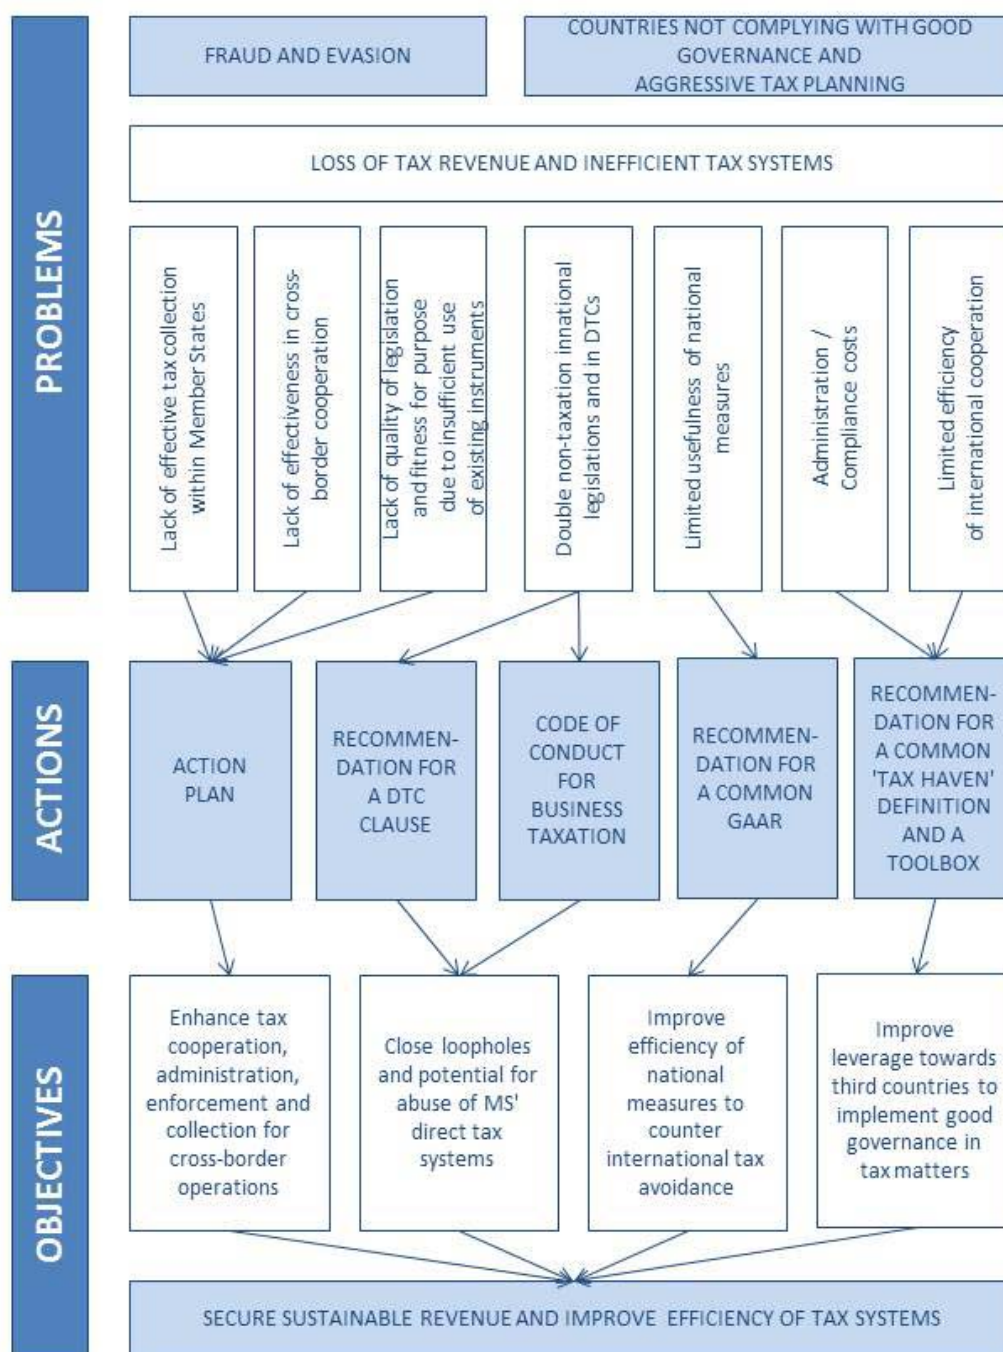 PROBLEMS
FRAUD AND EVASION
COUNTRIES NOT COMPLYING WITH GOOD
GOVERNANCE AND
AGGRESSIVE TAX PLANNING
LOSS OF TAX REVENUE AND INEFFICIENT TAX SYSTEMS
Lack of effective tax collection
within Member States
Lack of effectiveness in cross-
border cooperation
Lack of quality of legislation
and fitness for purpose
due to insufficient use
of existing instruments
Double non-taxation in national
legislations and in DTCs
Limited usefulness of national
measures
Administration /
Compliance costs
Limited efficiency
of international cooperation
ACTIONS
ACTION
PLAN
RECOMMEN-
DATION FOR
A DTC
CLAUSE
CODE OF
CONDUCT
FOR
BUSINESS
TAXATION
RECOMMEN-
DATION FOR
A COMMON
GAAR
RECOMMEN-
DATION FOR
A COMMON
'TAX HAVEN'
DEFINITION
AND A
TOOLBOX
OBJECTIVES
Enhance tax
cooperation,
administration,
enforcement and
collection for
cross-border
operations
Close loopholes
and potential for
abuse of MS'
direct tax
systems
Improve
efficiency of
national
measures to
counter
international tax
avoidance
Improve
leverage towards
third countries to
implement good
governance in
tax matters
SECURE SUSTAINABLE REVENUE AND IMPROVE EFFICIENCY OF TAX SYSTEMS